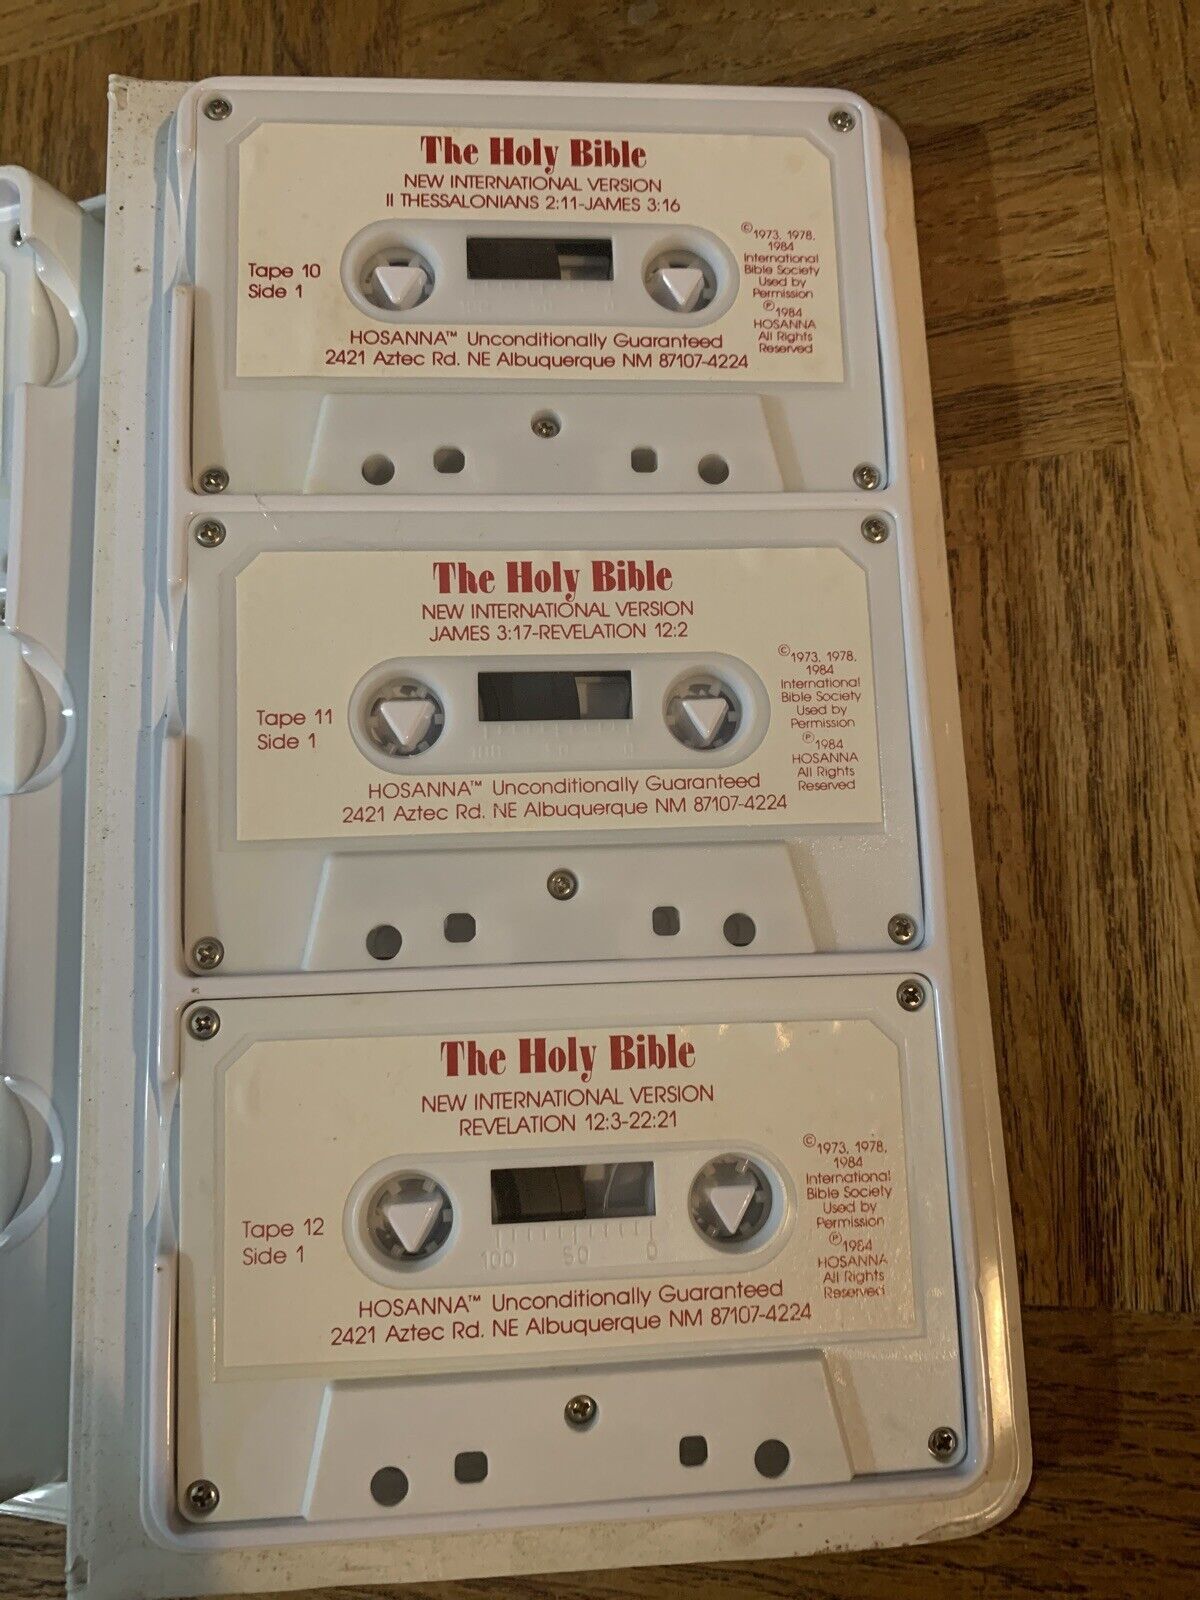 The Holy Bible
NEW INTERNATIONAL VERSION
II THESSALONIANS 2:11-JAMES 3:16
Tape 10
Side 1
©1973, 1978,
1984
International
Bible Society
Used by
Permission
℗1984
HOSANNA
All Rights
Reserved
HOSANNA™ Unconditionally Guaranteed
2421 Aztec Rd. NE Albuquerque NM 87107-4224
The Holy Bible
NEW INTERNATIONAL VERSION
JAMES 3:17-REVELATION 12:2
Tape 11
Side 1
100 50 0
©1973, 1978,
1984
International
Bible Society
Used by
Permission
℗1984
HOSANNA
All Rights
Reserved
HOSANNA™ Unconditionally Guaranteed
2421 Aztec Rd. NE Albuquerque NM 87107-4224
The Holy Bible
NEW INTERNATIONAL VERSION
REVELATION 12:3-22:21
Tape 12
Side 1
100 50 0
©1973, 1978,
1984
International
Bible Society
Used by
Permission
℗1984
HOSANNA
All Rights
Reserved
HOSANNA™ Unconditionally Guaranteed
2421 Aztec Rd. NE Albuquerque NM 87107-4224